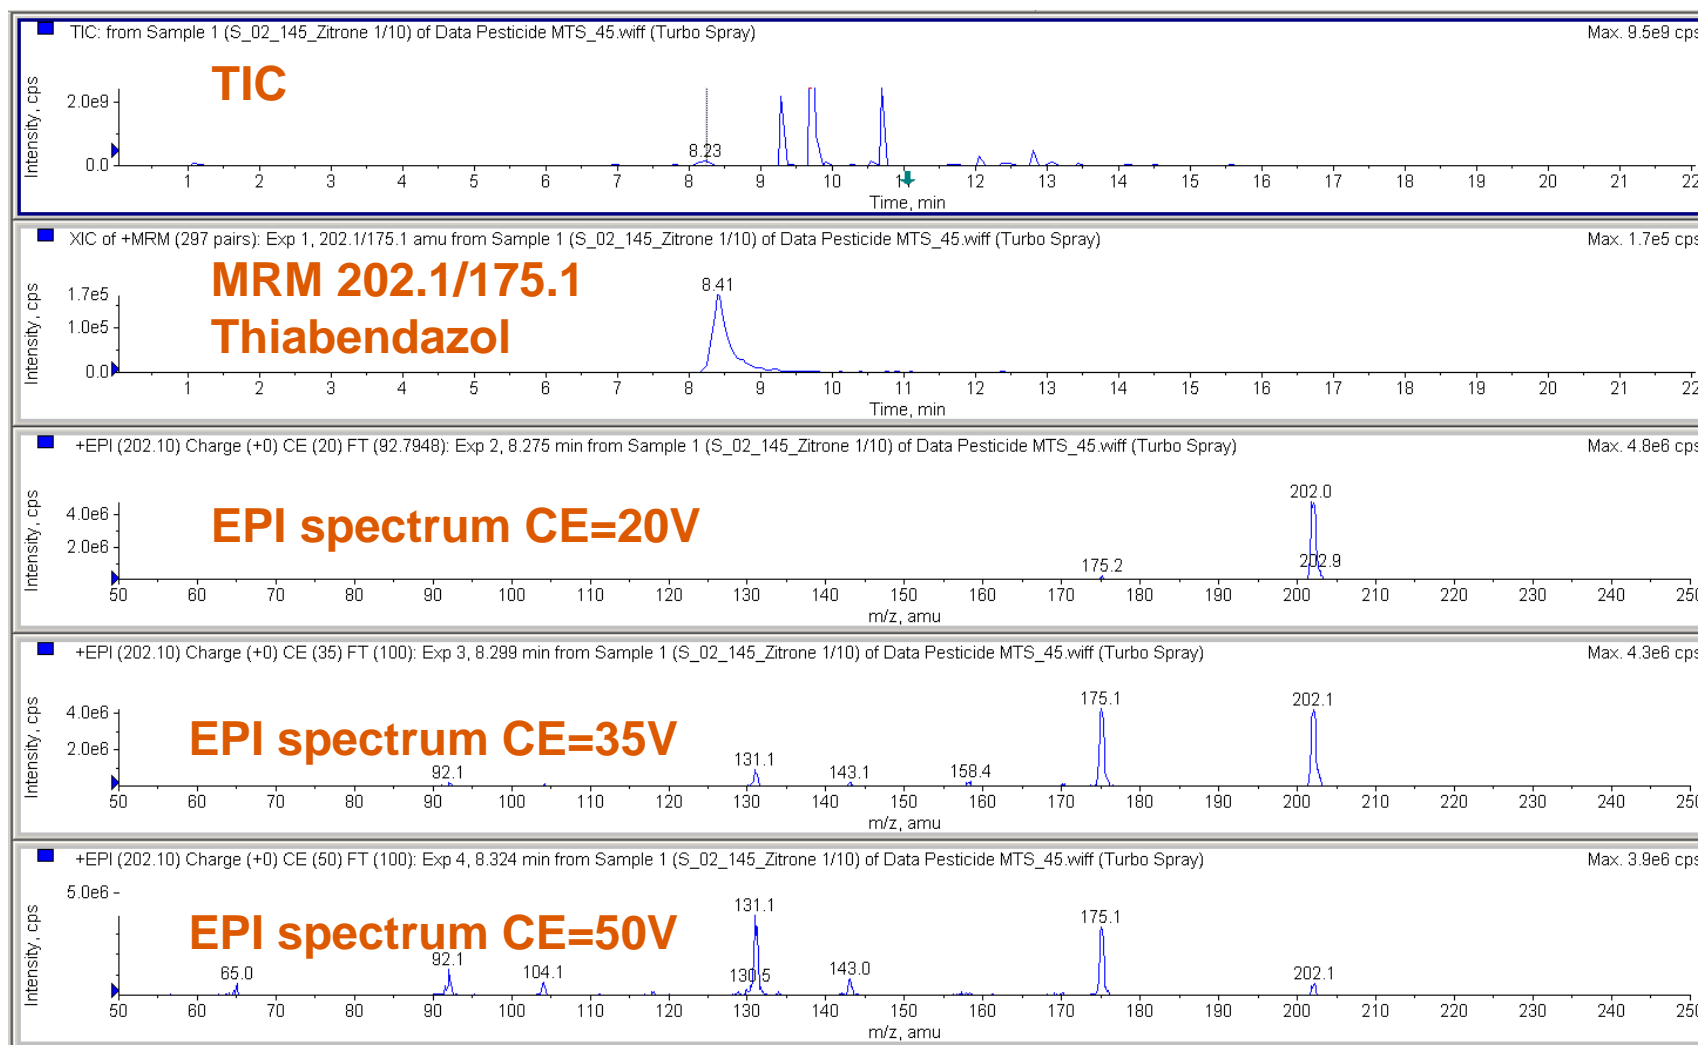 TIC: from Sample 1 (S_02_145_Zitrone 1/10) of Data Pesticide MTS_45.wiff (Turbo Spray) Max. 9.5e9 cps
TIC
Intensity, cps
2.0e9
0.0
8.23
1 2 3 4 5 6 7 8 9 10 11 12 13 14 15 16 17 18 19 20 21 22
Time, min
XIC of +MRM (297 pairs): Exp 1, 202.1/175.1 amu from Sample 1 (S_02_145_Zitrone 1/10) of Data Pesticide MTS_45.wiff (Turbo Spray) Max. 1.7e5 cps
MRM 202.1/175.1
Thiabendazol
Intensity, cps
1.7e5
1.0e5
0.0
8.41
1 2 3 4 5 6 7 8 9 10 11 12 13 14 15 16 17 18 19 20 21 22
Time, min
+EPI (202.10) Charge (+0) CE (20) FT (92.7948): Exp 2, 8.275 min from Sample 1 (S_02_145_Zitrone 1/10) of Data Pesticide MTS_45.wiff (Turbo Spray) Max. 4.8e6 cps
EPI spectrum CE=20V
Intensity, cps
4.0e6
2.0e6
202.0
175.2
202.9
50 60 70 80 90 100 110 120 130 140 150 160 170 180 190 200 210 220 230 240 250
m/z, amu
+EPI (202.10) Charge (+0) CE (35) FT (100): Exp 3, 8.299 min from Sample 1 (S_02_145_Zitrone 1/10) of Data Pesticide MTS_45.wiff (Turbo Spray) Max. 4.3e6 cps
EPI spectrum CE=35V
Intensity, cps
4.0e6
2.0e6
92.1
131.1
143.1
158.4
175.1
202.1
50 60 70 80 90 100 110 120 130 140 150 160 170 180 190 200 210 220 230 240 250
m/z, amu
+EPI (202.10) Charge (+0) CE (50) FT (100): Exp 4, 8.324 min from Sample 1 (S_02_145_Zitrone 1/10) of Data Pesticide MTS_45.wiff (Turbo Spray) Max. 3.9e6 cps
EPI spectrum CE=50V
Intensity, cps
5.0e6
65.0
92.1
104.1
130.5
131.1
143.0
175.1
202.1
50 60 70 80 90 100 110 120 130 140 150 160 170 180 190 200 210 220 230 240 250
m/z, amu